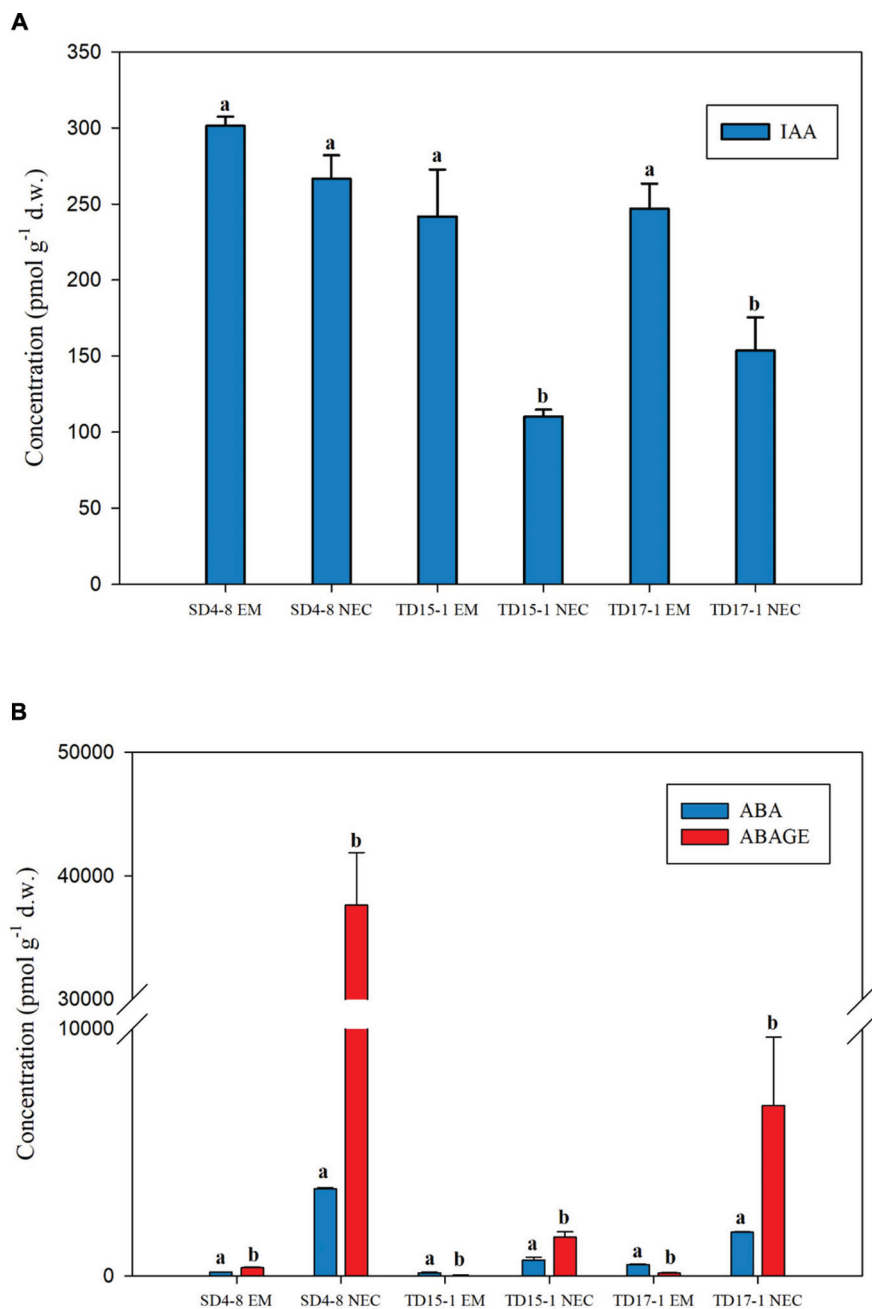 A
350
300
250
200
150
100
50
0
Concentration (pmol g-1 d.w.)
a
a
a
b
a
b
IAA
SD4-8 EM
SD4-8 NEC
TD15-1 EM
TD15-1 NEC
TD17-1 EM
TD17-1 NEC
B
50000
40000
30000
10000
0
Concentration (pmol g-1 d.w.)
ABA
ABAGE
a b
a b
a b
a b
a b
a b
SD4-8 EM
SD4-8 NEC
TD15-1 EM
TD15-1 NEC
TD17-1 EM
TD17-1 NEC